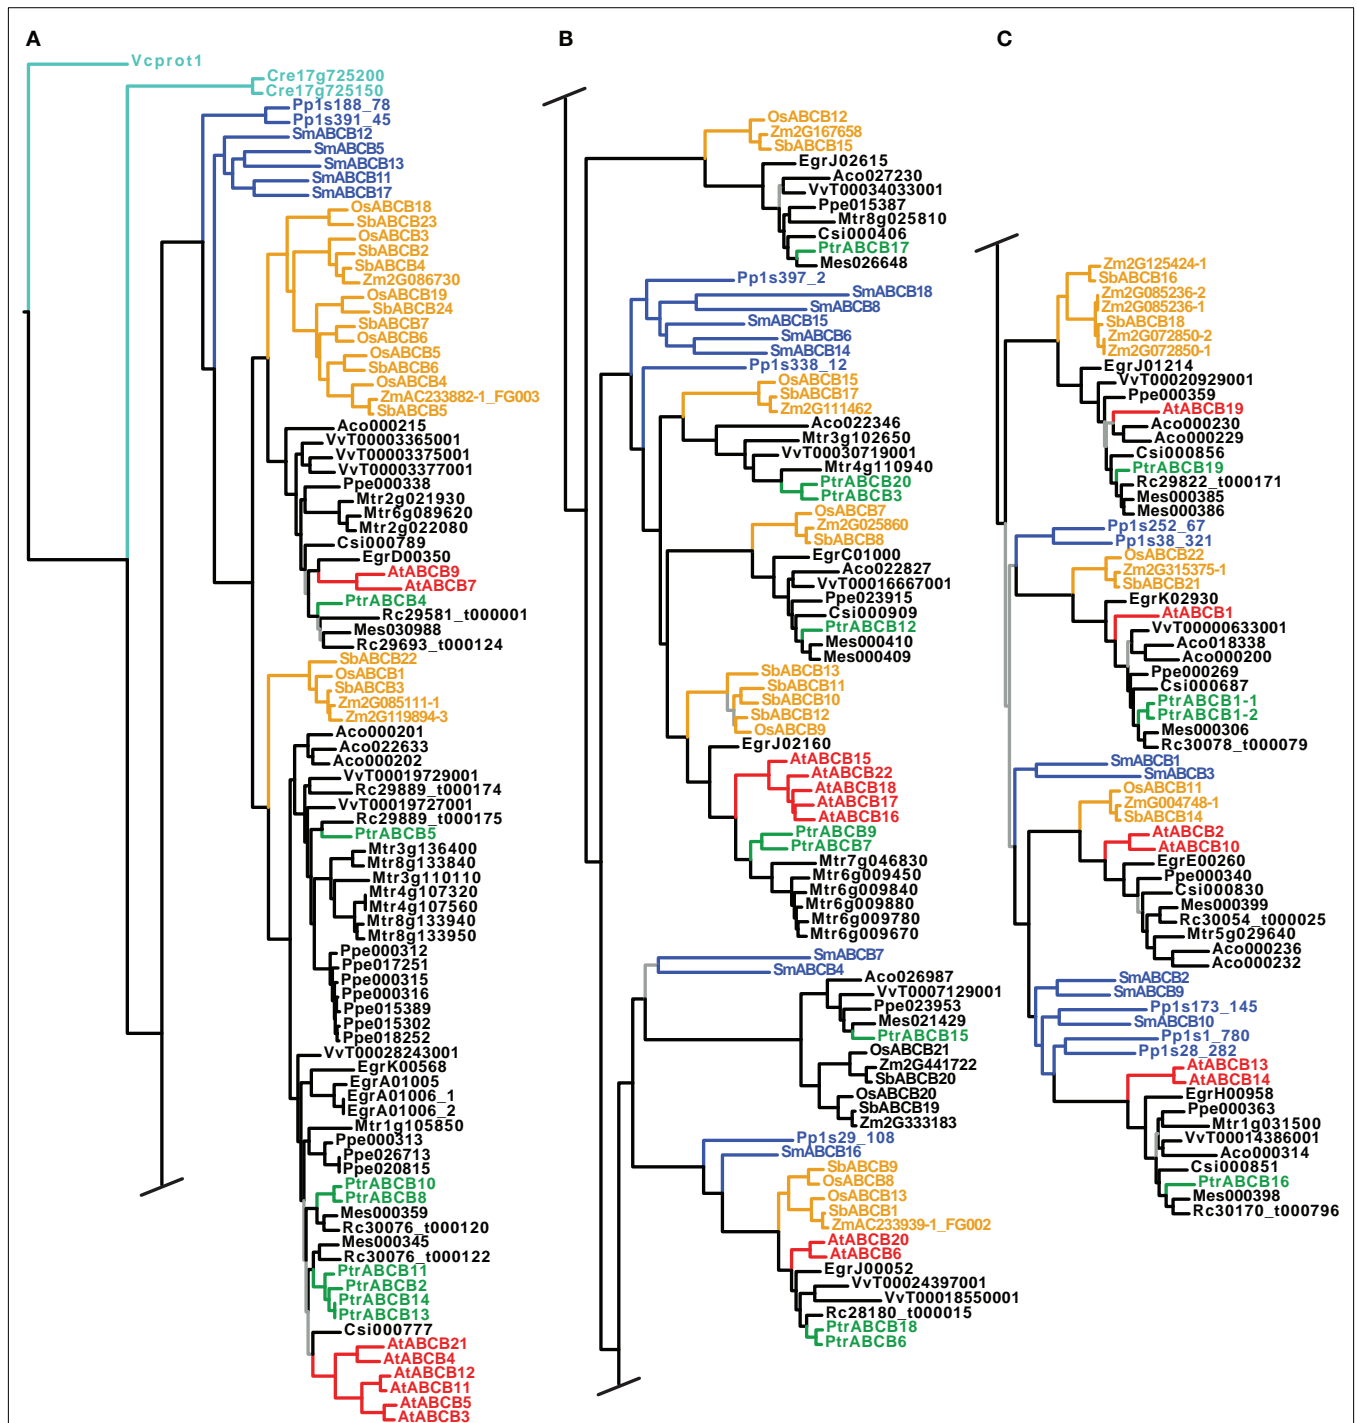 A
Vcprot1
Cre17g725200
Cre17g725150
Pp1s188_78
Pp1s391_45
SmABCB12
SmABCB5
SmABCB13
SmABCB11
SmABCB17
OsABCB18
SbABCB23
OsABCB3
SbABCB2
SbABCB4
Zm2G086730
OsABCB19
SbABCB24
SbABCB7
OsABCB6
OsABCB5
SbABCB6
OsABCB4
ZmAC233882-1_FG003
SbABCB5
Aco000215
VvT00003365001
VvT00003375001
VvT00003377001
Ppe000338
Mtr2g021930
Mtr6g089620
Mtr2g022080
Csi000789
EgrD00350
AtABCB9
AtABCB7
PtrABCB4
Rc29581_t000001
Mes030988
Rc29693_t000124
SbABCB22
OsABCB1
SbABCB3
Zm2G085111-1
Zm2G119894-3
Aco000201
Aco022633
Aco000202
VvT00019729001
Rc29889_t000174
VvT00019727001
Rc29889_t000175
PtrABCB5
Mtr3g136400
Mtr8g133840
Mtr3g110110
Mtr4g107320
Mtr4g107560
Mtr8g133940
Mtr8g133950
Ppe000312
Ppe017251
Ppe000315
Ppe000316
Ppe015389
Ppe015302
Ppe018252
VvT00028243001
EgrK00568
EgrA01005
EgrA01006_1
EgrA01006_2
Mtr1g105850
Ppe000313
Ppe026713
Ppe020815
PtrABCB10
PtrABCB8
Mes000359
Rc30076_t000120
Mes000345
Rc30076_t000122
PtrABCB11
PtrABCB2
PtrABCB14
PtrABCB13
Csi000777
AtABCB21
AtABCB4
AtABCB12
AtABCB11
AtABCB5
AtABCB3
B
OsABCB12
Zm2G167658
SbABCB15
EgrJ02615
Aco027230
VvT00034033001
Ppe015387
Mtr8g025810
Csi000406
PtrABCB17
Mes026648
Pp1s397_2
SmABCB18
SmABCB8
SmABCB15
SmABCB6
SmABCB14
Pp1s338_12
OsABCB15
SbABCB17
Zm2G111462
Aco022346
Mtr3g102650
VvT00030719001
Mtr4g110940
PtrABCB20
PtrABCB3
OsABCB7
Zm2G025860
SbABCB8
EgrC01000
Aco022827
VvT00016667001
Ppe023915
Csi000909
PtrABCB12
Mes000410
Mes000409
SbABCB13
SbABCB11
SbABCB10
SbABCB12
OsABCB9
EgrJ02160
AtABCB15
AtABCB22
AtABCB18
AtABCB17
AtABCB16
PtrABCB9
PtrABCB7
Mtr7g046830
Mtr6g009450
Mtr6g009840
Mtr6g009880
Mtr6g009780
Mtr6g009670
SmABCB7
SmABCB4
Aco026987
VvT0007129001
Ppe023953
Mes021429
PtrABCB15
OsABCB21
Zm2G441722
SbABCB20
OsABCB20
SbABCB19
Zm2G333183
Pp1s29_108
SmABCB16
SbABCB9
OsABCB8
OsABCB13
SbABCB1
ZmAC233939-1_FG002
AtABCB20
AtABCB6
EgrJ00052
VvT00024397001
VvT00018550001
Rc28180_t000015
PtrABCB18
PtrABCB6
C
Zm2G125424-1
SbABCB16
Zm2G085236-2
Zm2G085236-1
SbABCB18
Zm2G072850-2
Zm2G072850-1
EgrJ01214
VvT00020929001
Ppe000359
AtABCB19
Aco000230
Aco000229
Csi000856
PtrABCB19
Rc29822_t000171
Mes000385
Mes000386
Pp1s252_67
Pp1s38_321
OsABCB22
Zm2G315375-1
SbABCB21
EgrK02930
AtABCB1
VvT00000633001
Aco018338
Aco000200
Ppe000269
Csi000687
PtrABCB1-1
PtrABCB1-2
Mes000306
Rc30078_t000079
SmABCB1
SmABCB3
OsABCB11
ZmG004748-1
SbABCB14
AtABCB2
AtABCB10
EgrE00260
Ppe000340
Csi000830
Mes000399
Rc30054_t000025
Mtr5g029640
Aco000236
Aco000232
SmABCB2
SmABCB9
Pp1s173_145
SmABCB10
Pp1s1_780
Pp1s28_282
AtABCB13
AtABCB14
EgrH00958
Ppe000363
Mtr1g031500
VvT00014386001
Aco000314
Csi000851
PtrABCB16
Mes000398
Rc30170_t000796